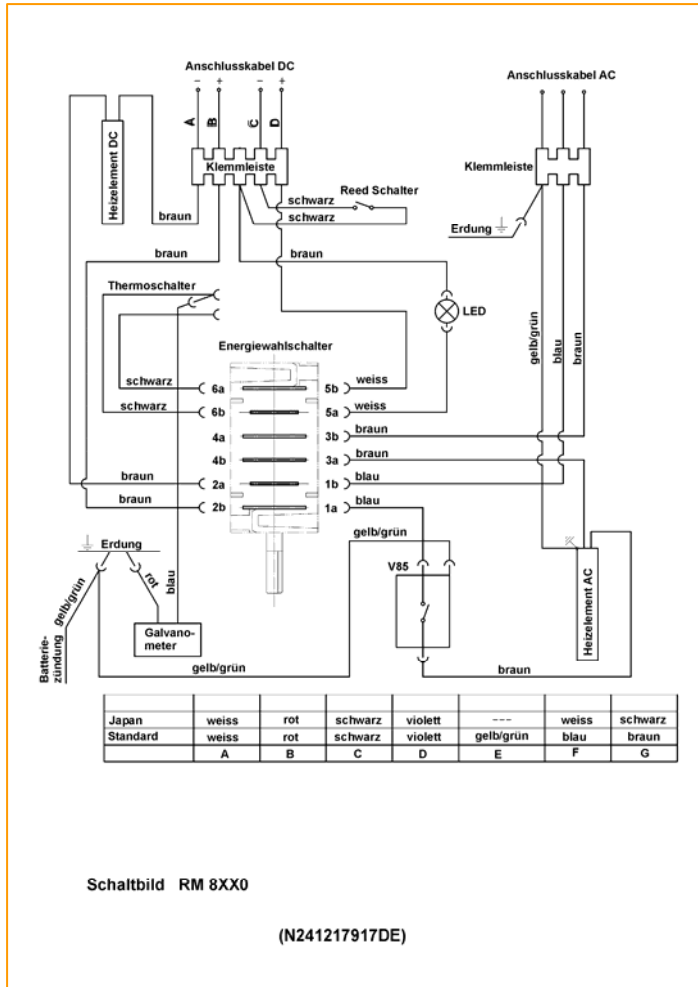 Anschlusskabel DC
Anschlusskabel AC
− + − +
A B C D
Heizelement DC
Klemmleiste
Klemmleiste
schwarz
Reed Schalter
schwarz
braun
Erdung
braun
braun
Thermoschalter
LED
gelb/grün
blau
braun
Energiewahlschalter
schwarz 6a 5b weiss
schwarz 6b 5a weiss
4a 3b braun
4b 3a braun
braun 2a 1b blau
braun 2b 1a blau
gelb/grün
Erdung
V85
gelb/grün
rot
blau
Heizelement AC
Batterie-
zündung
Galvano-
meter
gelb/grün
braun
Japan weiss rot schwarz violett --- weiss schwarz
Standard weiss rot schwarz violett gelb/grün blau braun
A B C D E F G
Schaltbild RM 8XX0
(N241217917DE)